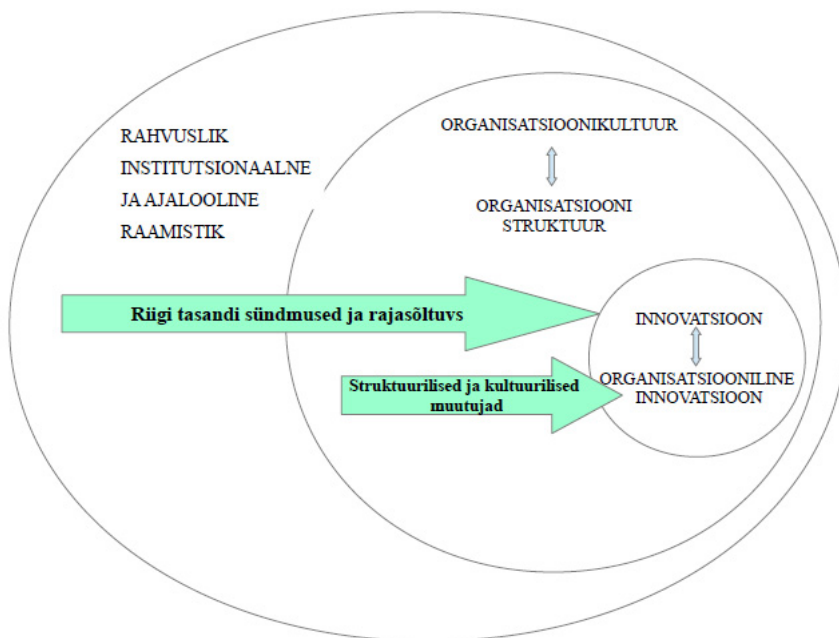 RAHVUSLIK
INSTITUTSIONAALNE
JA AJALOOLINE
RAAMISTIK
ORGANISATSIOONIKULTUUR
ORGANISATSIOONI
STRUKTUUR
Riigi tasandi sündmused ja rajasõltuvs
INNOVATSIOON
ORGANISATSIOONILINE
INNOVATSIOON
Struktuurilised ja kultuurilised
muutujad